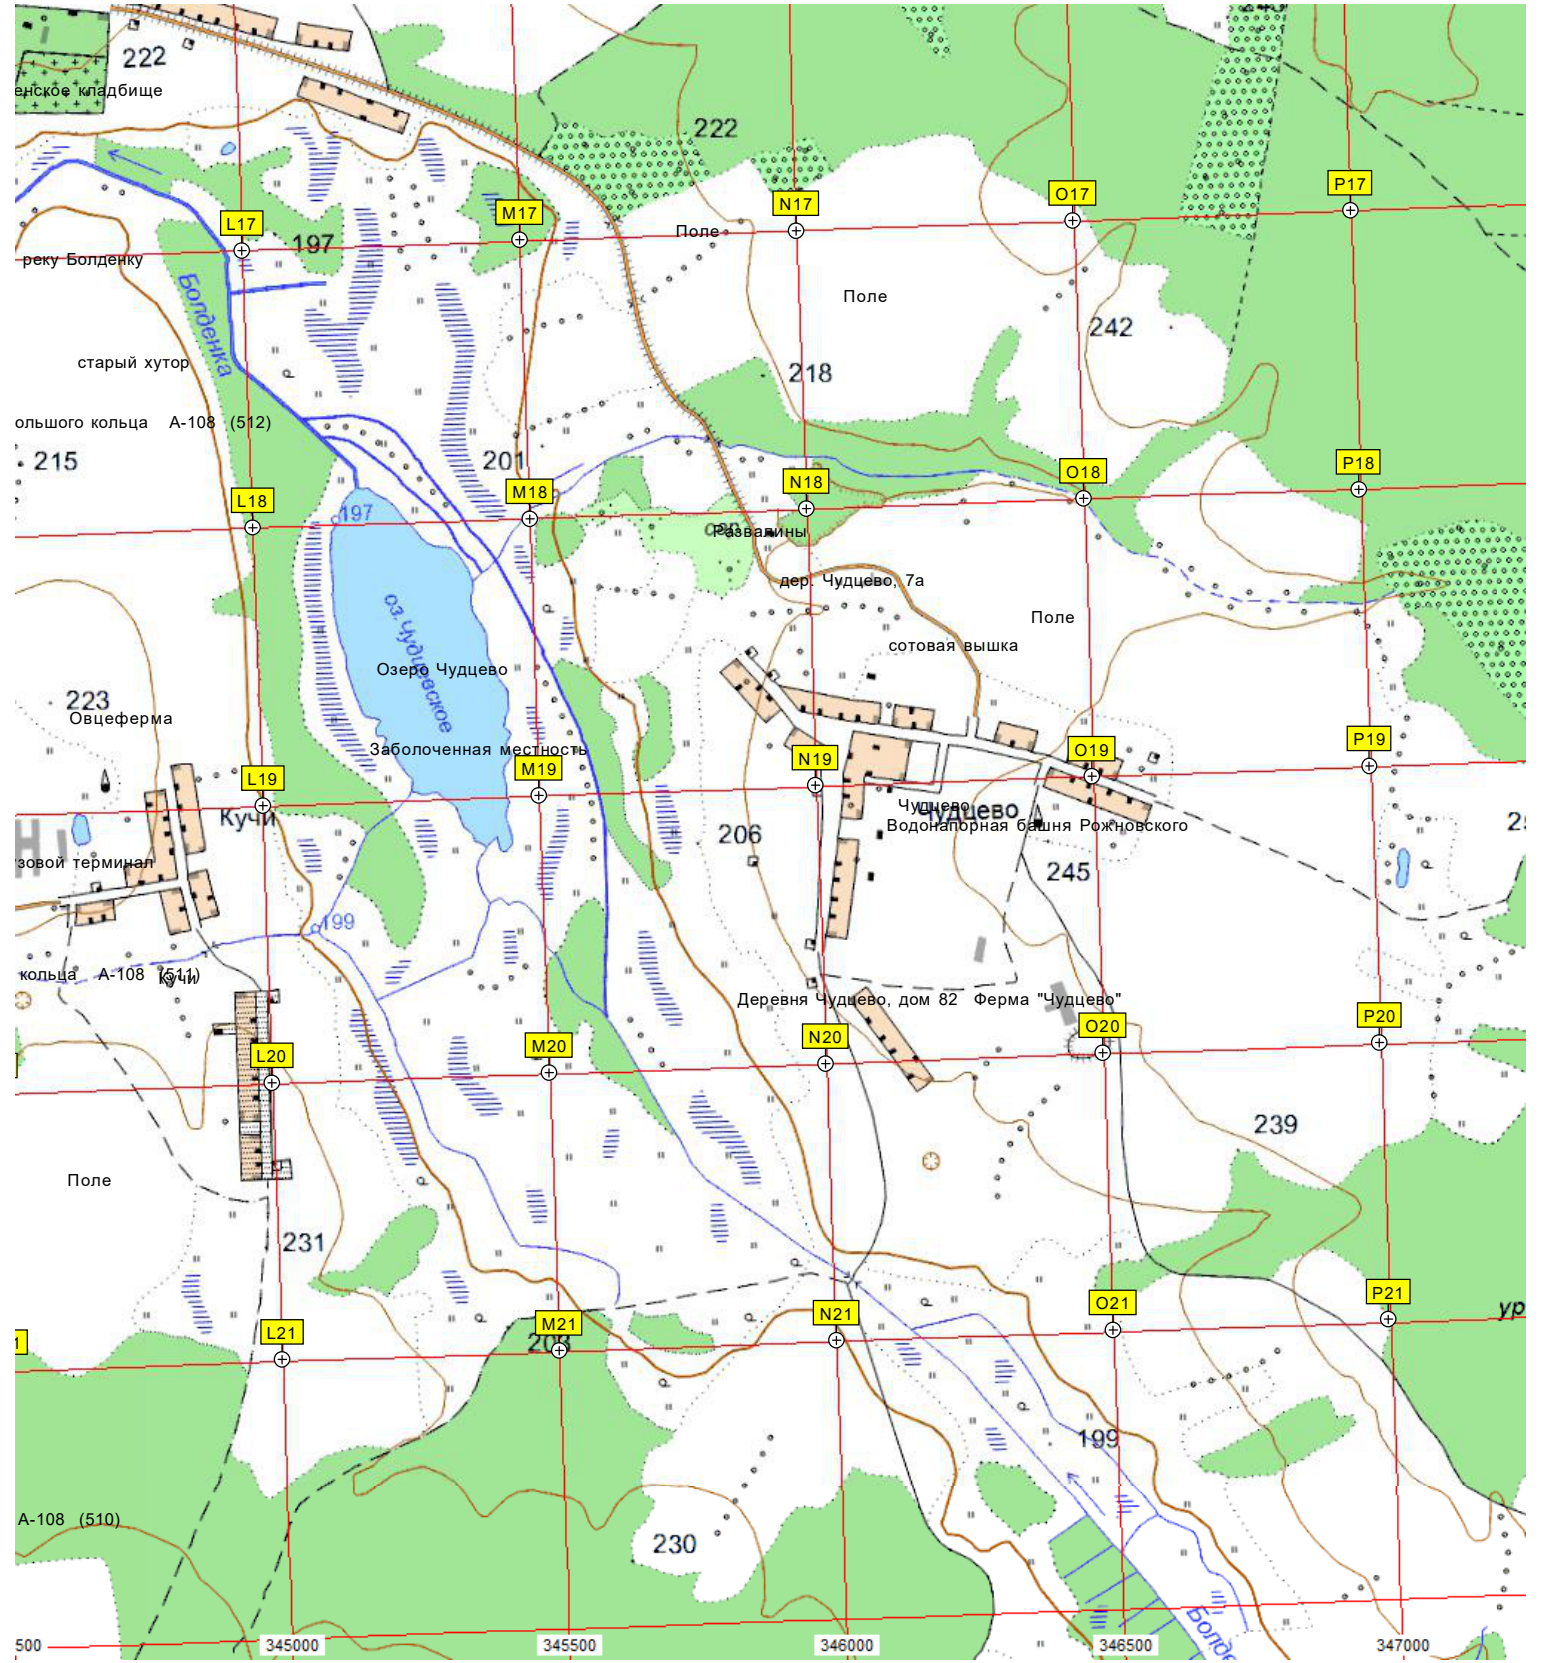 222
енское кладбище
222
P17
O17
N17
M17
L17
Поле
197
реку Болденку
Поле
Болденка
242
старый хутор
218
ольшого кольца А-108 (512)
215
201
P18
O18
N18
M18
L18
197
Развалины
дер. Чудцево, 7а
Поле
оз.Чудцевское
сотовая вышка
Озеро Чудцево
223
Овцеферма
Заболоченная местность
P19
O19
N19
M19
L19
Кучи
Чудцево
Чудцево
Водонапорная башня Рожновского
206
зовой терминал
245
199
кольца А-108 (511)
Кучи
Деревня Чудцево, дом 82 Ферма "Чудцево"
P20
O20
N20
M20
L20
239
Поле
231
P21
O21
N21
M21
L21
ур
1
199
А-108 (510)
230
Болде
500
345000
345500
346000
346500
347000